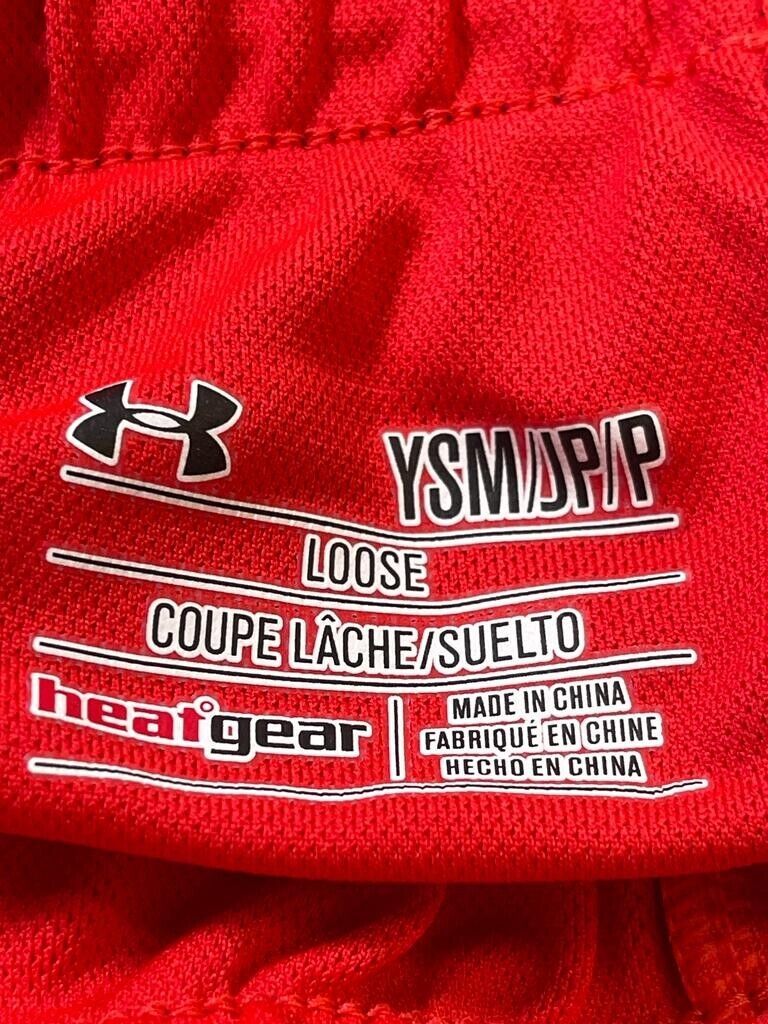 YSM/JP/P
LOOSE
COUPE LÂCHE/SUELTO
heatgear
MADE IN CHINA
FABRIQUÉ EN CHINE
HECHO EN CHINA